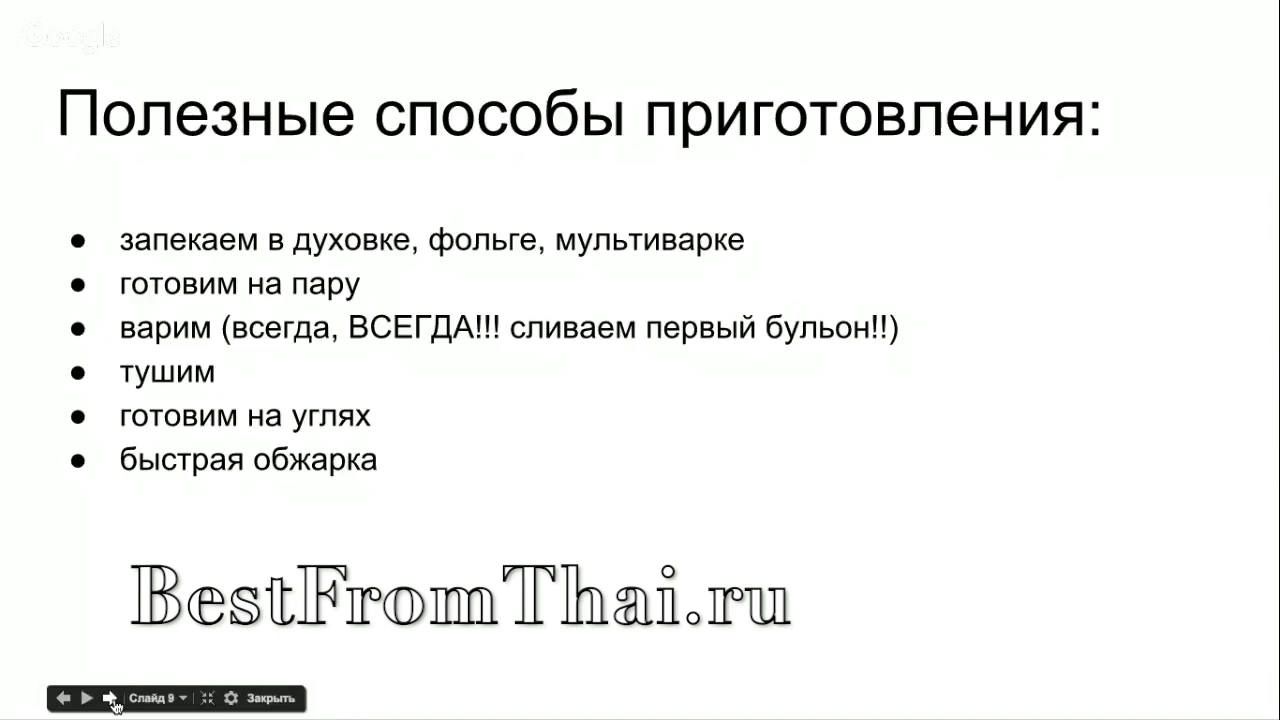 Google
Полезные способы приготовления:
● запекаем в духовке, фольге, мультиварке
● готовим на пару
● варим (всегда, ВСЕГДА!!! сливаем первый бульон!!)
● тушим
● готовим на углях
● быстрая обжарка
BestFromThai.ru
Слайд 9 Закрыть